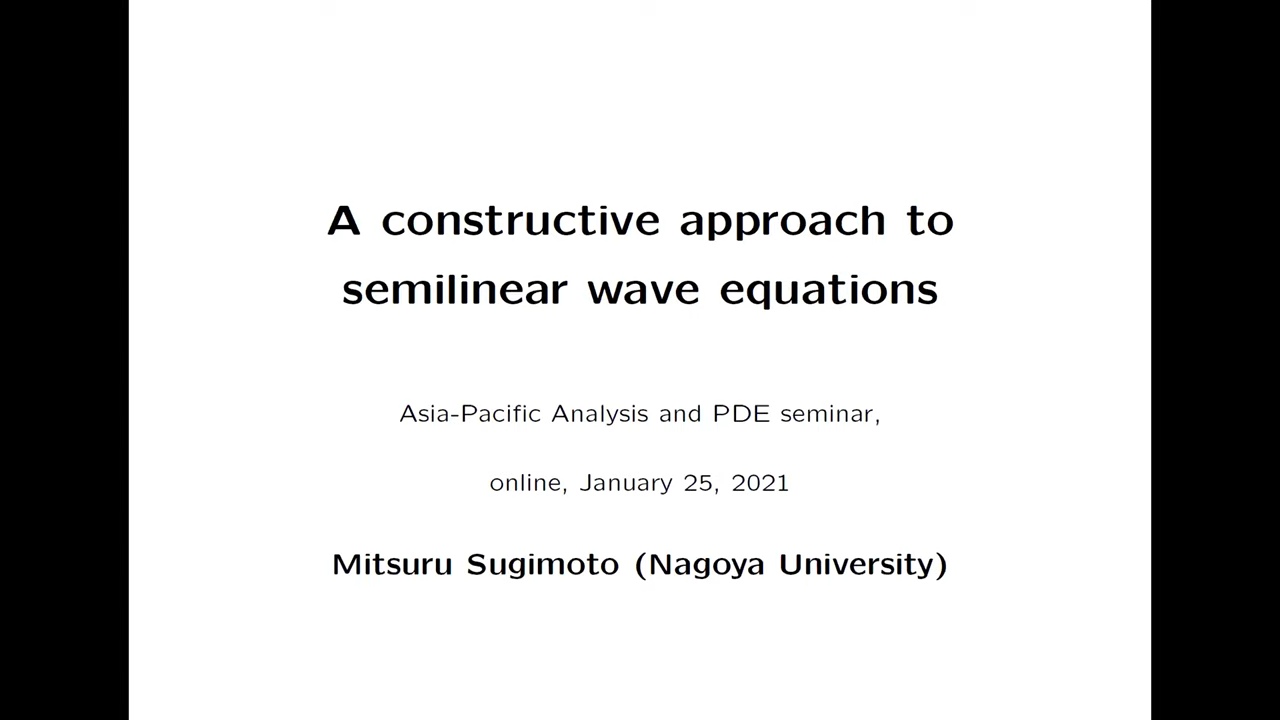 A constructive approach to
semilinear wave equations
Asia-Pacific Analysis and PDE seminar,
online, January 25, 2021
Mitsuru Sugimoto (Nagoya University)